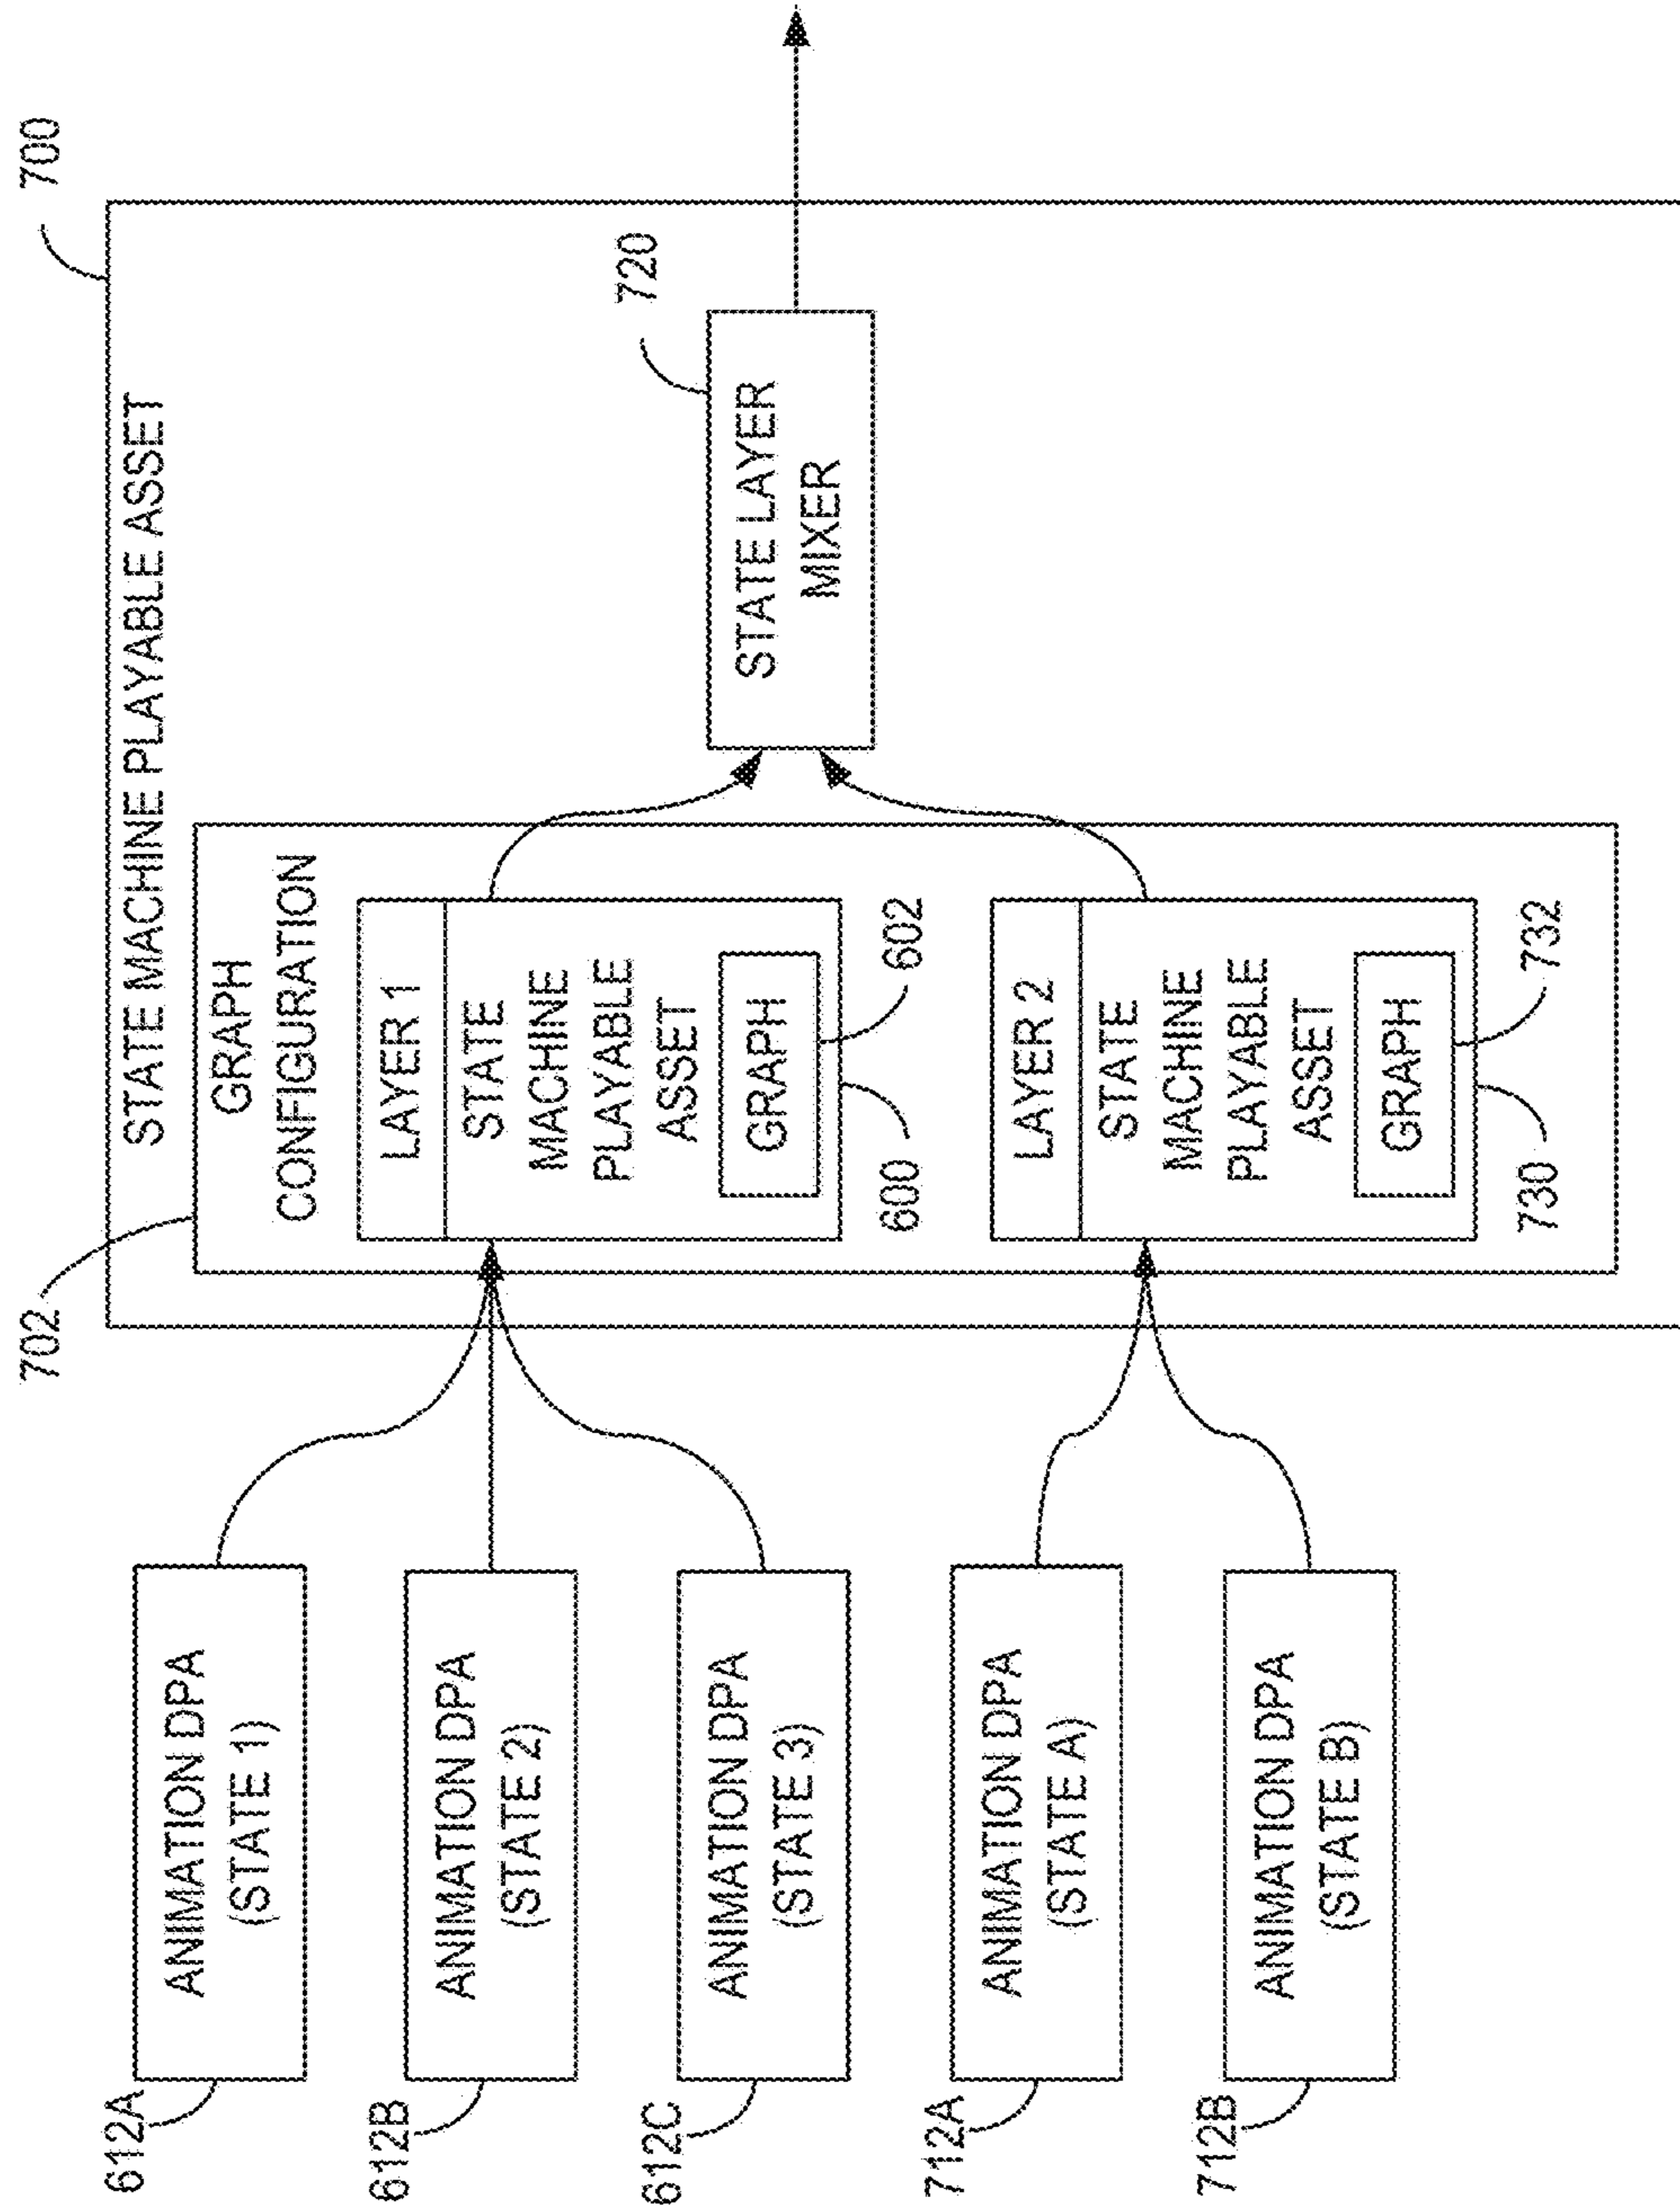 700
STATE MACHINE PLAYABLE ASSET
702
GRAPH
CONFIGURATION
612A
ANIMATION DPA
(STATE 1)
612B
ANIMATION DPA
(STATE 2)
612C
ANIMATION DPA
(STATE 3)
LAYER 1
STATE
MACHINE
PLAYABLE
ASSET
GRAPH
600
602
720
STATE LAYER
MIXER
712A
ANIMATION DPA
(STATE A)
712B
ANIMATION DPA
(STATE B)
LAYER 2
STATE
MACHINE
PLAYABLE
ASSET
GRAPH
730
732